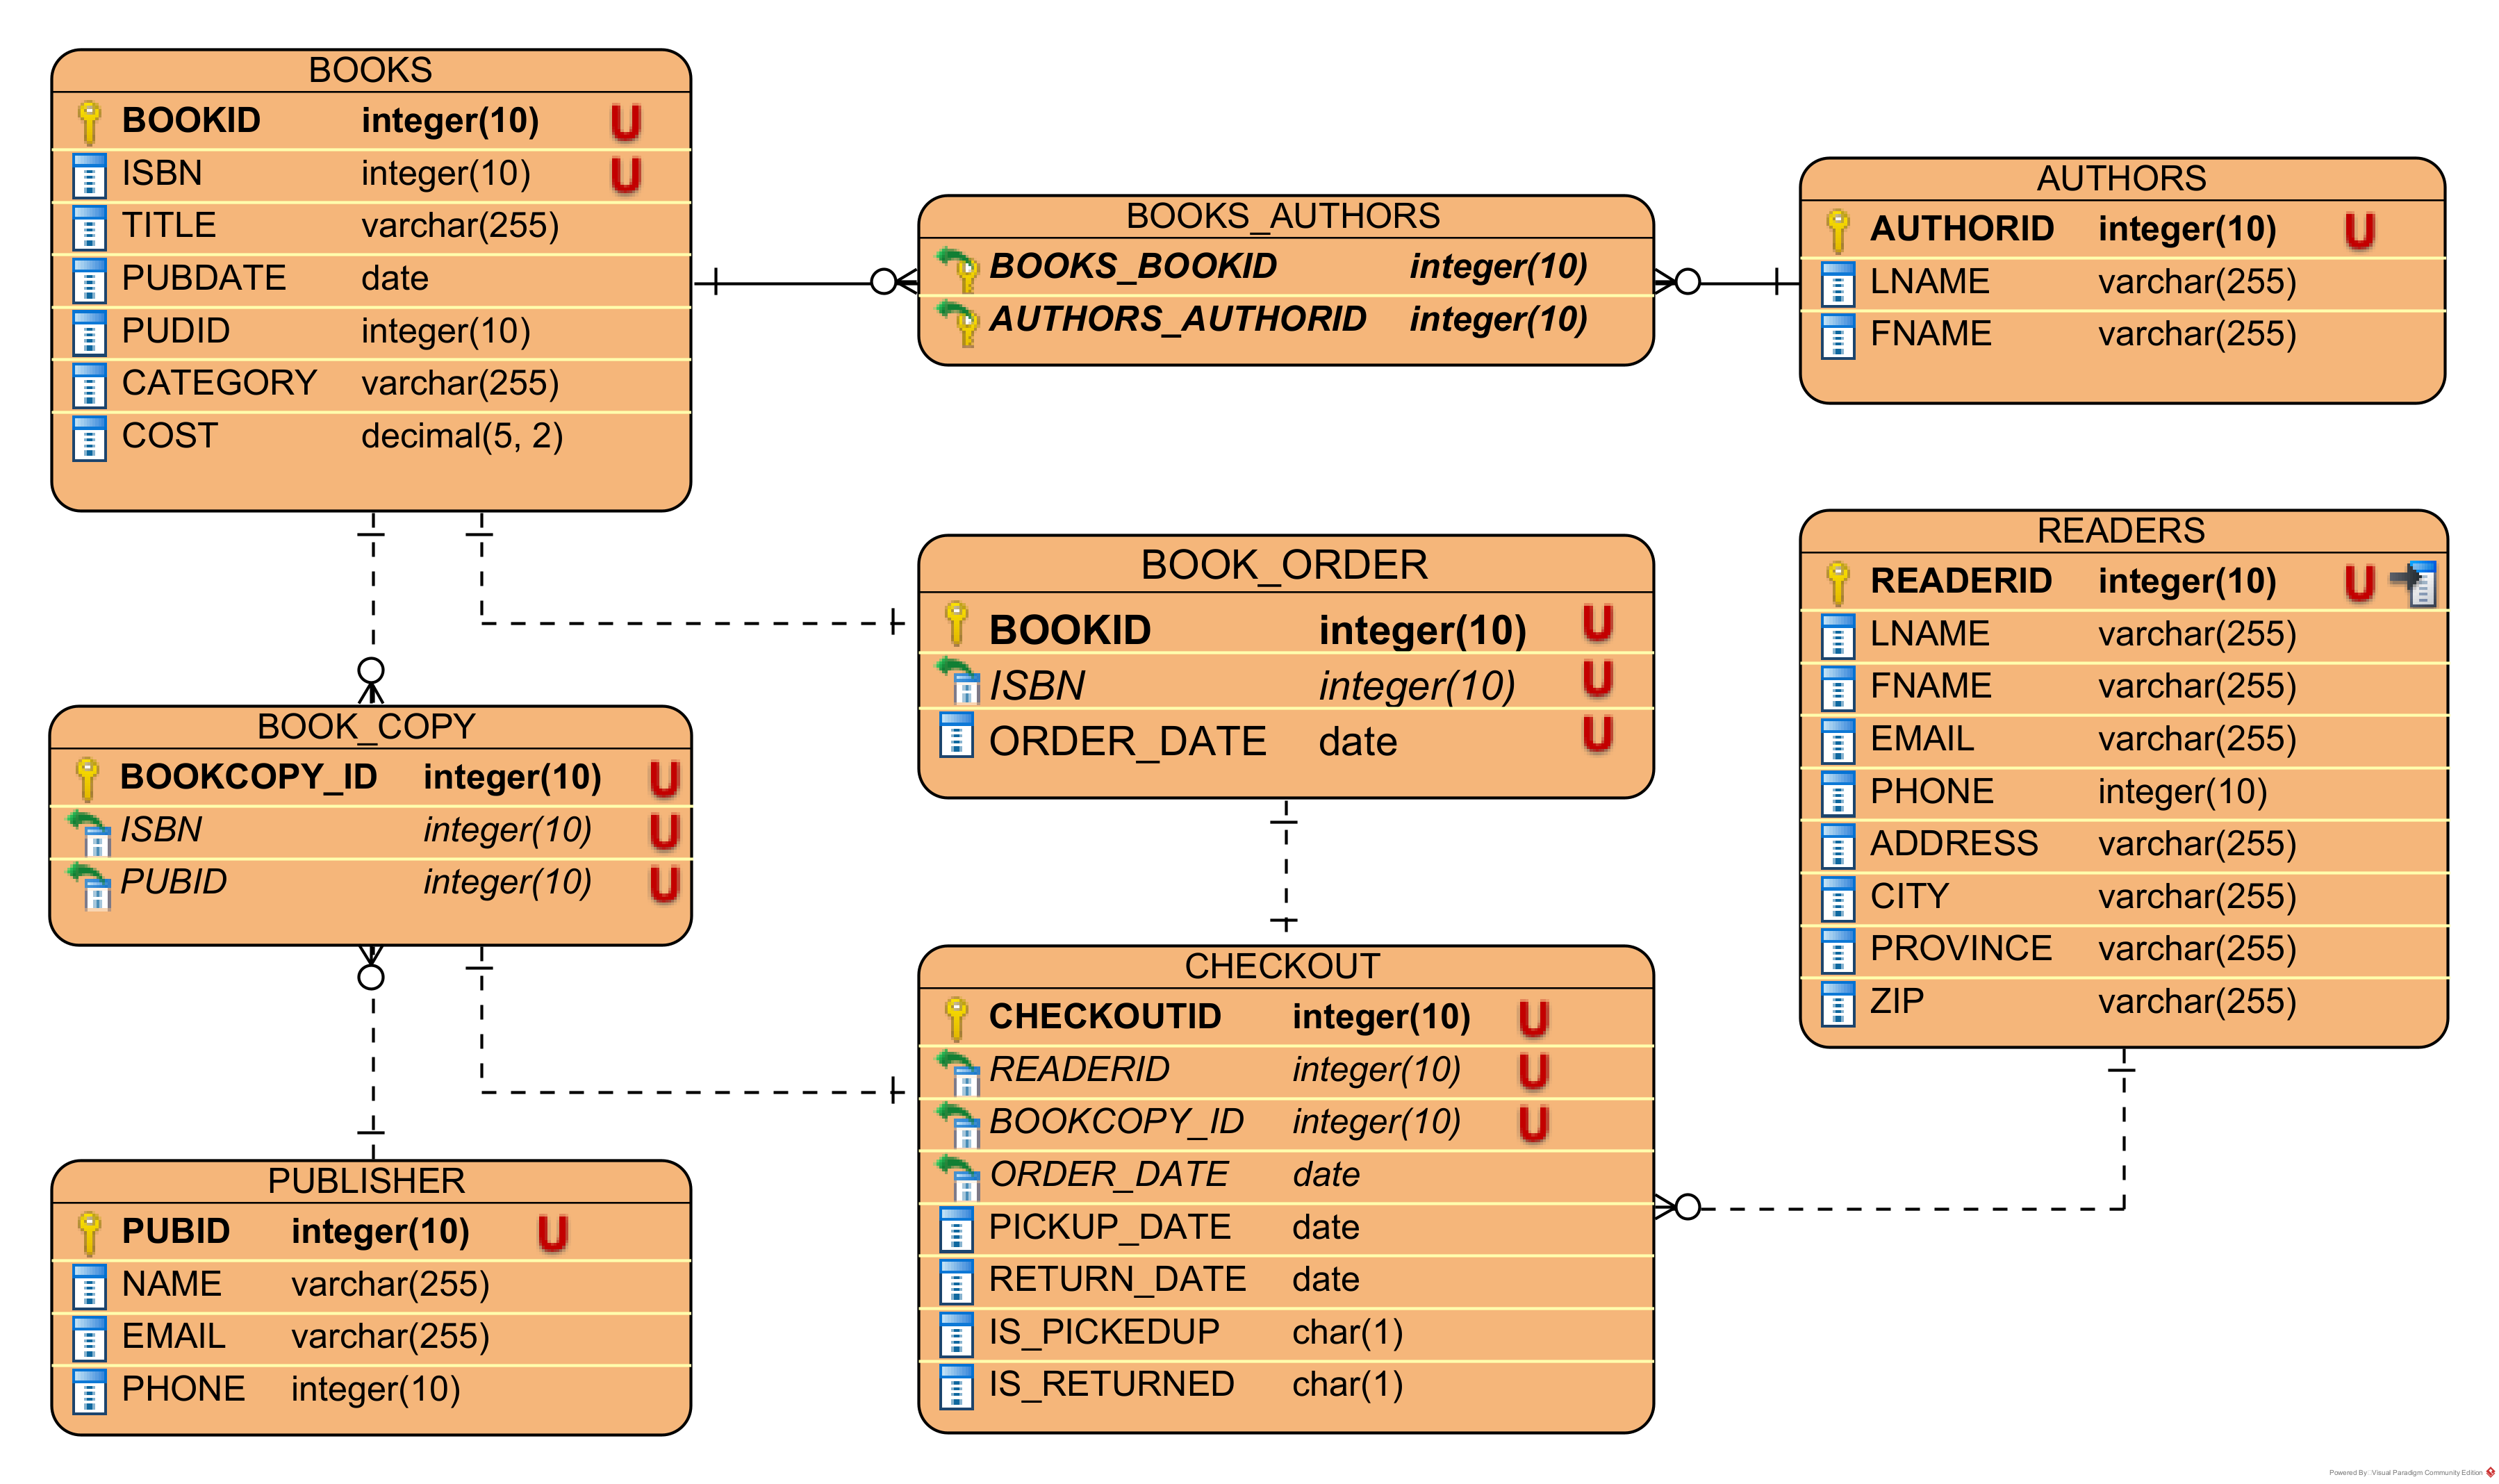 BOOKS
BOOKID integer(10) U
ISBN integer(10) U
TITLE varchar(255)
PUBDATE date
PUDID integer(10)
CATEGORY varchar(255)
COST decimal(5, 2)
BOOKS_AUTHORS
BOOKS_BOOKID integer(10)
AUTHORS_AUTHORID integer(10)
AUTHORS
AUTHORID integer(10) U
LNAME varchar(255)
FNAME varchar(255)
BOOK_ORDER
BOOKID integer(10) U
ISBN integer(10) U
ORDER_DATE date U
READERS
READERID integer(10) U
LNAME varchar(255)
FNAME varchar(255)
EMAIL varchar(255)
PHONE integer(10)
ADDRESS varchar(255)
CITY varchar(255)
PROVINCE varchar(255)
ZIP varchar(255)
BOOK_COPY
BOOKCOPY_ID integer(10) U
ISBN integer(10) U
PUBID integer(10) U
CHECKOUT
CHECKOUTID integer(10) U
READERID integer(10) U
BOOKCOPY_ID integer(10) U
ORDER_DATE date
PICKUP_DATE date
RETURN_DATE date
IS_PICKEDUP char(1)
IS_RETURNED char(1)
PUBLISHER
PUBID integer(10) U
NAME varchar(255)
EMAIL varchar(255)
PHONE integer(10)
Powered By: Visual Paradigm Community Edition